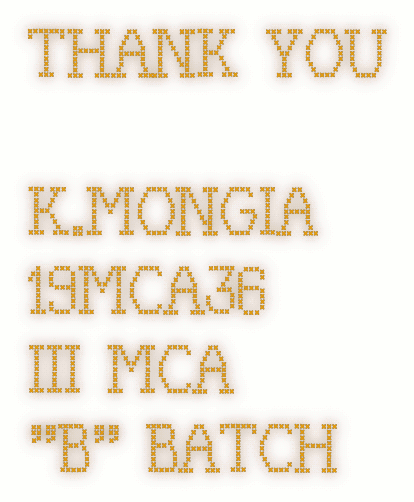 THANK YOU
K.MONGIA
19MCA36
III MCA
"B" BATCH